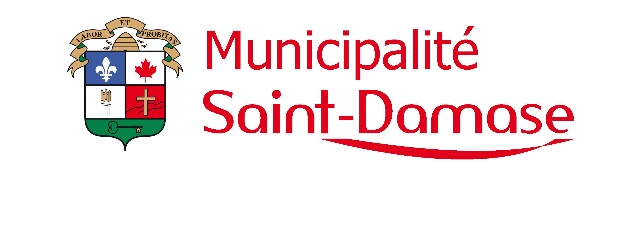 LABOR ET PROBITAS
Municipalité
Saint-Damase